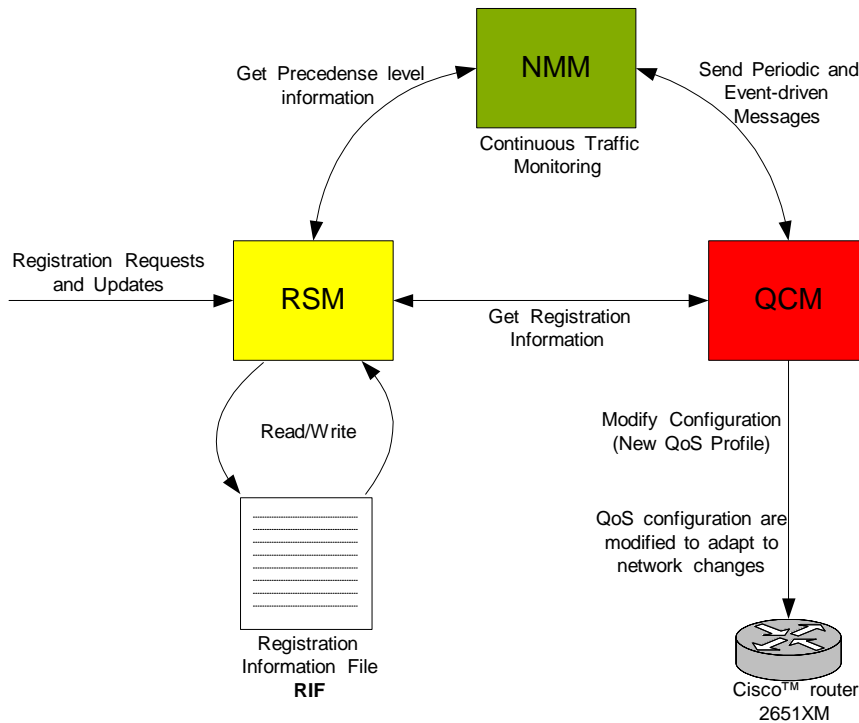 NMM
Get Precedense level
information
Send Periodic and
Event-driven
Messages
Continuous Traffic
Monitoring
Registration Requests
and Updates
RSM
QCM
Get Registration
Information
Read/Write
Modify Configuration
(New QoS Profile)
QoS configuration are
modified to adapt to
network changes
Registration
Information File
RIF
Cisco™ router
2651XM